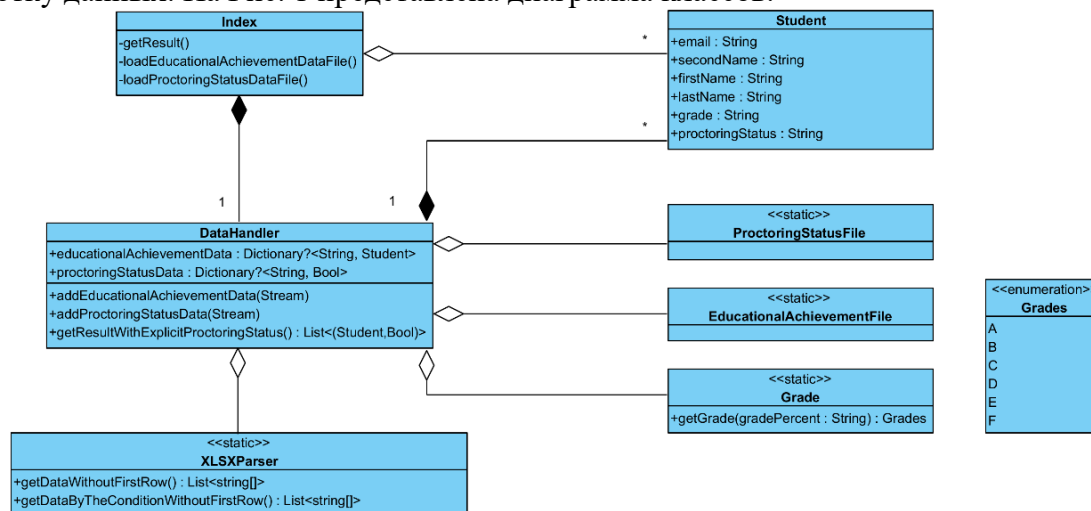 Index
-getResult()
-loadEducationalAchievementDataFile()
-loadProctoringStatusDataFile()
*
Student
+email : String
+secondName : String
+firstName : String
+lastName : String
+grade : String
+proctoringStatus : String
*
1
1
DataHandler
+educationalAchievementData : Dictionary?<String, Student>
+proctoringStatusData : Dictionary?<String, Bool>
+addEducationalAchievementData(Stream)
+addProctoringStatusData(Stream)
+getResultWithExplicitProctoringStatus() : List<(Student,Bool)>
<<static>>
ProctoringStatusFile
<<static>>
EducationalAchievementFile
<<static>>
Grade
+getGrade(gradePercent : String) : Grades
<<enumeration>>
Grades
A
B
C
D
E
F
<<static>>
XLSXParser
+getDataWithoutFirstRow() : List<string[]>
+getDataByTheConditionWithoutFirstRow() : List<string[]>